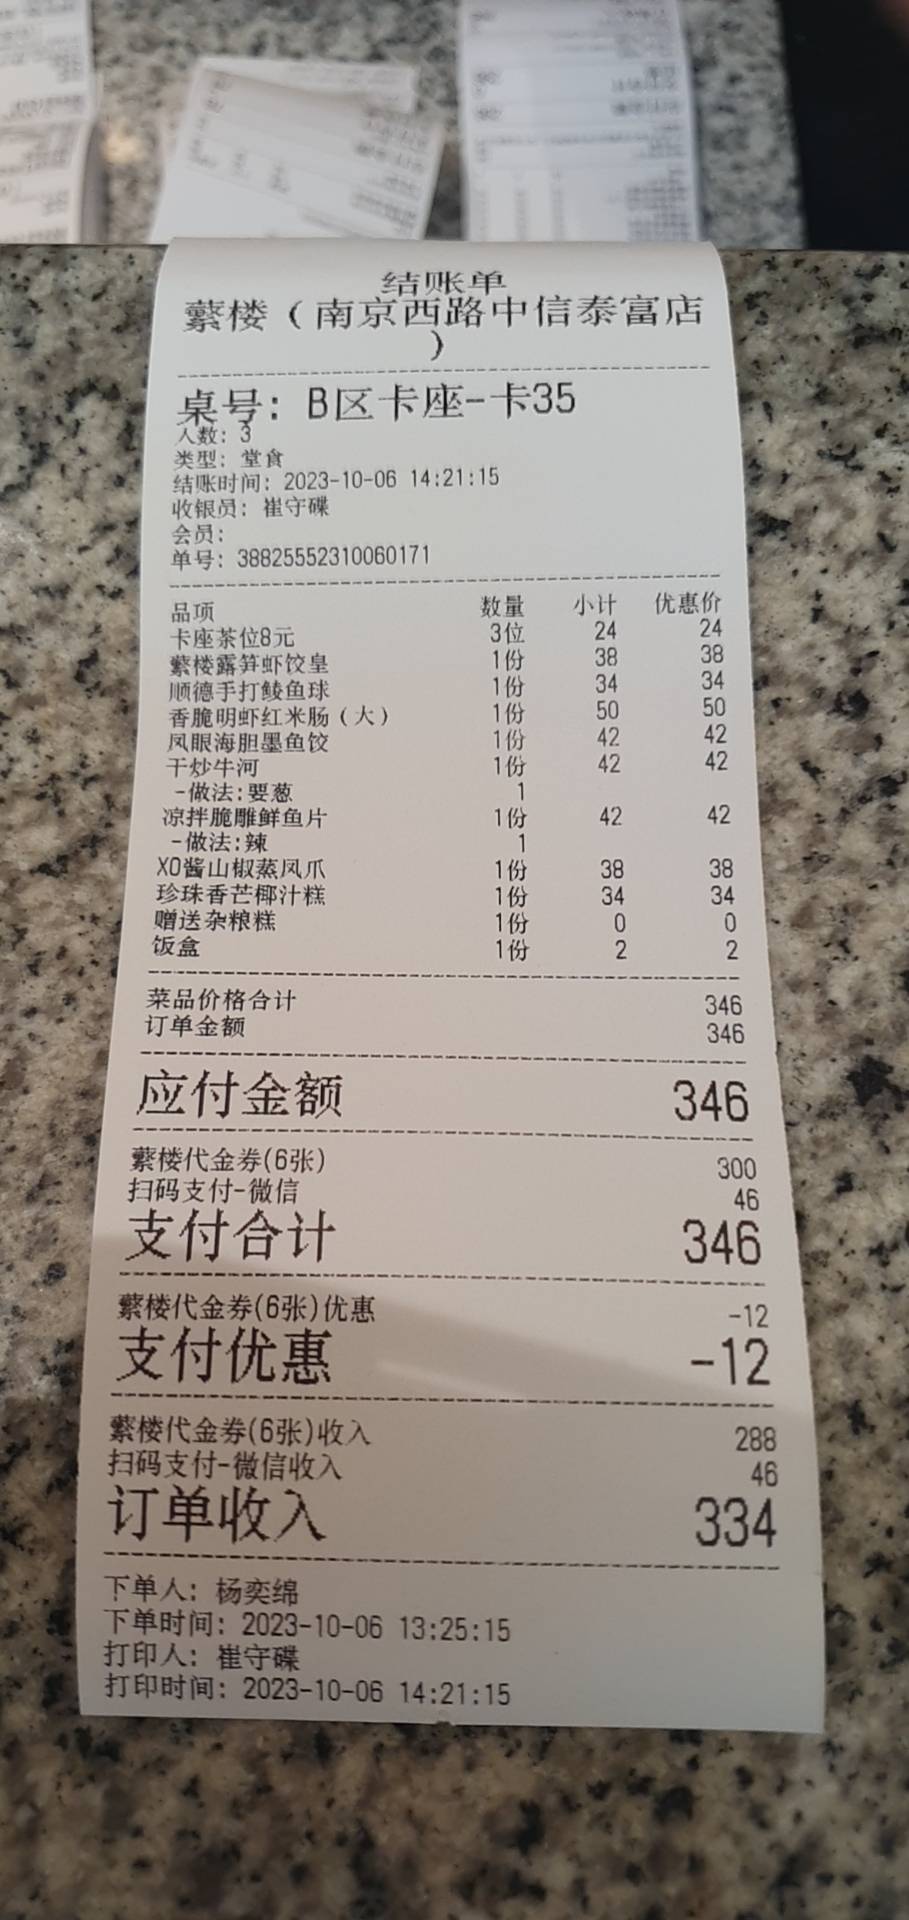 结账单
蘩楼（南京西路中信泰富店
）
桌号: B区卡座-卡35
人数: 3
类型: 堂食
结账时间: 2023-10-06 14:21:15
收银员: 崔守碟
会员:
单号: 38825552310060171
品项 数量 小计 优惠价
卡座茶位8元 3位 24 24
蘩楼露笋虾饺皇 1份 38 38
顺德手打鲮鱼球 1份 34 34
香脆明虾红米肠（大） 1份 50 50
凤眼海胆墨鱼饺 1份 42 42
干炒牛河 1份 42 42
-做法:要葱 1
凉拌脆雕鲜鱼片 1份 42 42
-做法:辣 1
XO酱山椒蒸凤爪 1份 38 38
珍珠香芒椰汁糕 1份 34 34
赠送杂粮糕 1份 0 0
饭盒 1份 2 2
菜品价格合计 346
订单金额 346
应付金额 346
蘩楼代金券(6张) 300
扫码支付-微信 46
支付合计 346
蘩楼代金券(6张)优惠 -12
支付优惠 -12
蘩楼代金券(6张)收入 288
扫码支付-微信收入 46
订单收入 334
下单人: 杨奕绵
下单时间: 2023-10-06 13:25:15
打印人: 崔守碟
打印时间: 2023-10-06 14:21:15